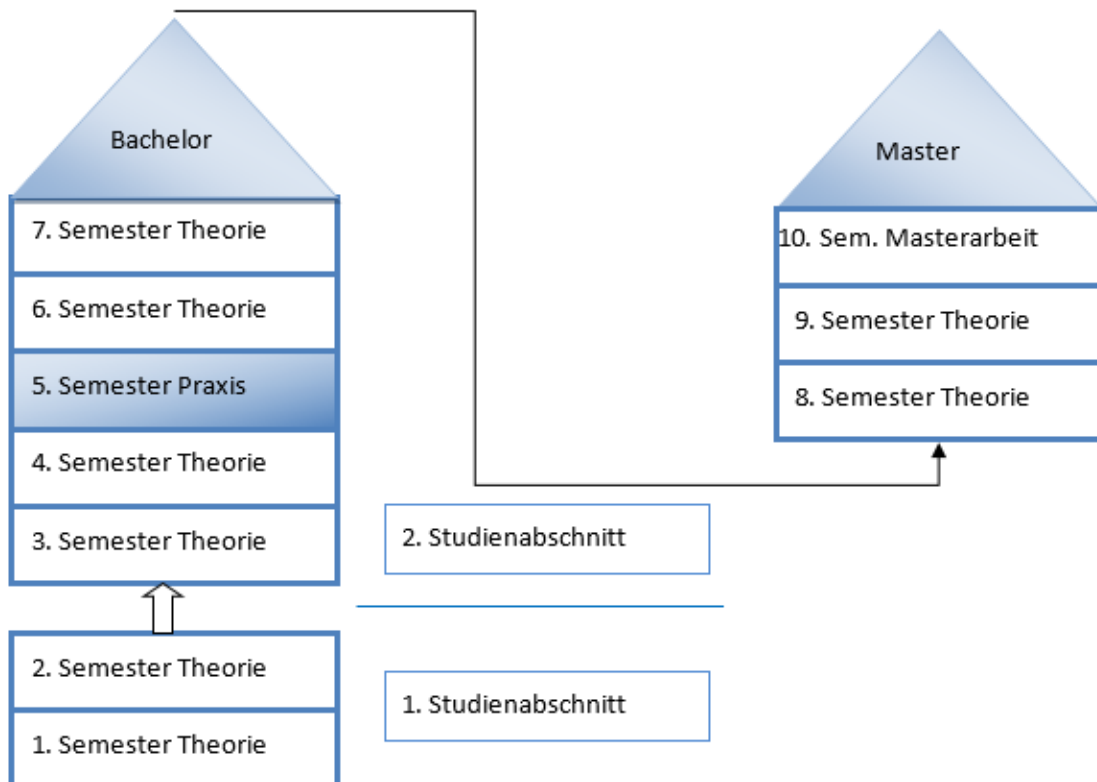 Bachelor
7. Semester Theorie
6. Semester Theorie
5. Semester Praxis
4. Semester Theorie
3. Semester Theorie
2. Semester Theorie
1. Semester Theorie
2. Studienabschnitt
1. Studienabschnitt
Master
10. Sem. Masterarbeit
9. Semester Theorie
8. Semester Theorie